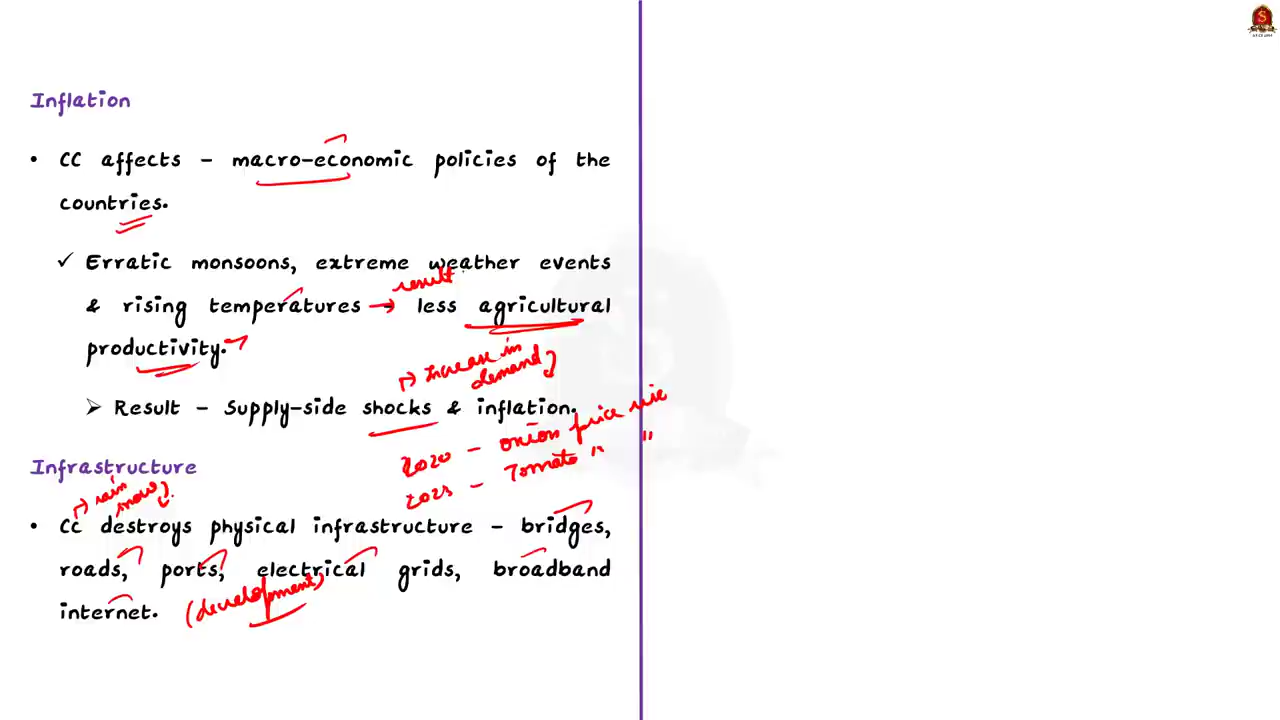 Inflation
• CC affects - macro-economic policies of the
countries.
✓ Erratic monsoons, extreme weather events
result
& rising temperatures → less agricultural
productivity.
Increase in
demand
➢ Result - Supply-side shocks & inflation.
2020 - onion price rise
2023 - Tomato " "
Infrastructure
rain
snow
• Cc destroys physical infrastructure - bridges,
roads, ports, electrical grids, broadband
internet. (development)